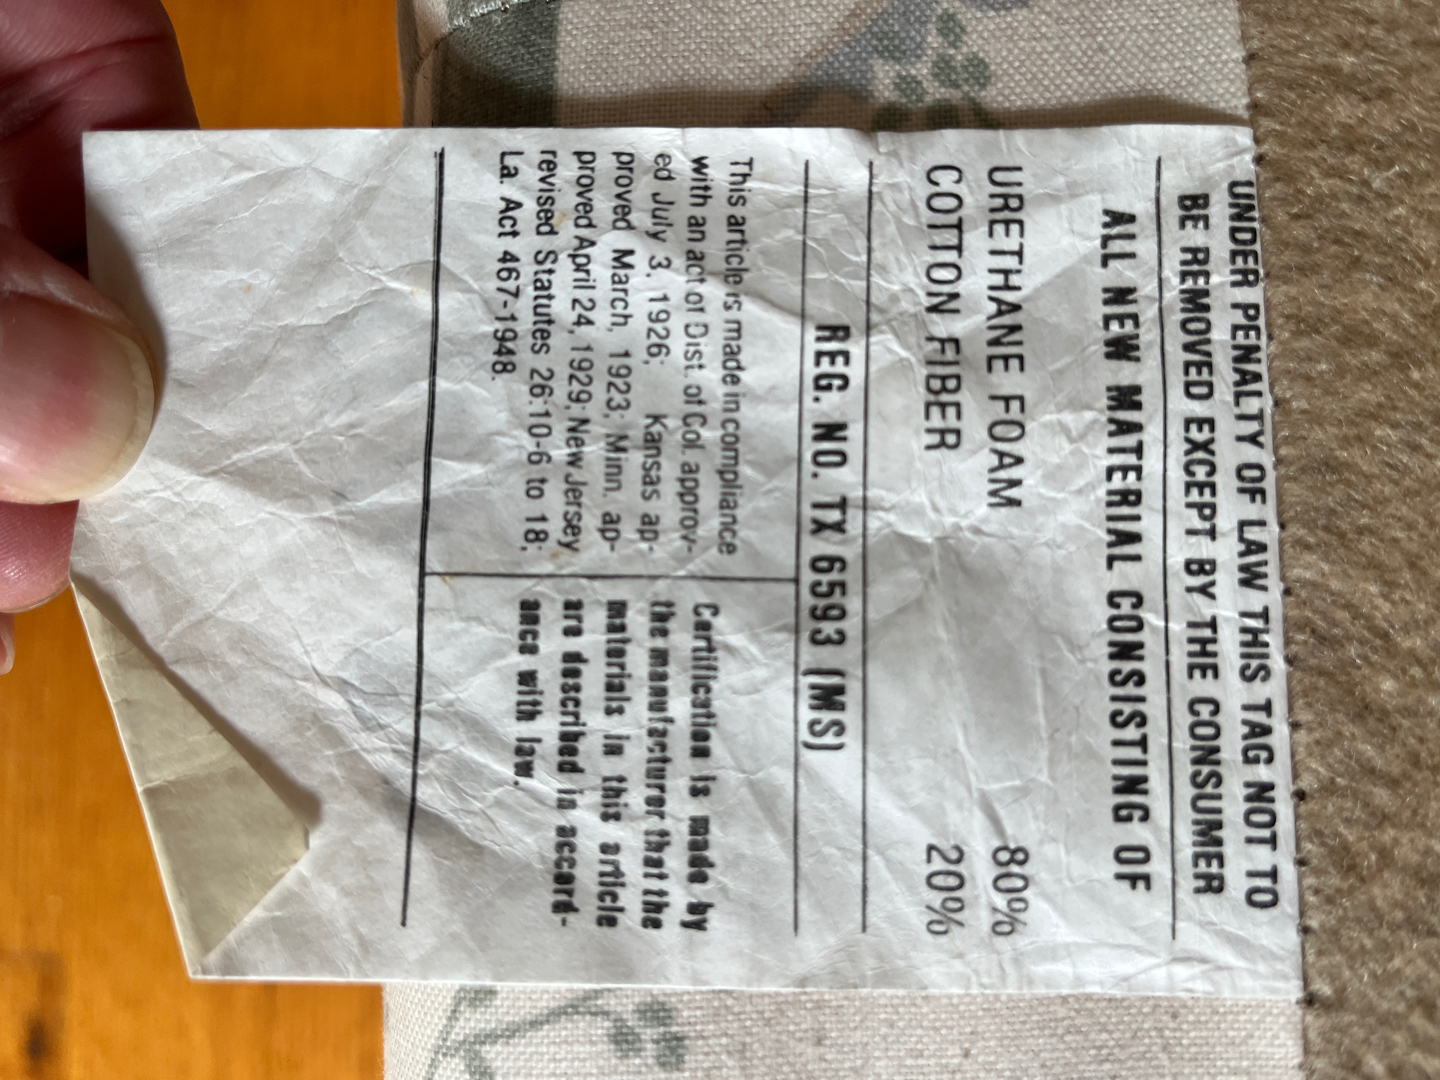 UNDER PENALTY OF LAW THIS TAG NOT TO
BE REMOVED EXCEPT BY THE CONSUMER
ALL NEW MATERIAL CONSISTING OF
URETHANE FOAM 80%
COTTON FIBER 20%
REG. NO. TX 6593 (MS)
This article is made in compliance
with an act of Dist. of Col. approv-
ed July 3, 1926; Kansas ap-
proved March, 1923; Minn. ap-
proved April 24, 1929; New Jersey
revised Statutes 26:10-6 to 18;
La. Act 467-1948.
Certification is made by
the manufacturer that the
materials in this article
are described in accord-
ance with law.